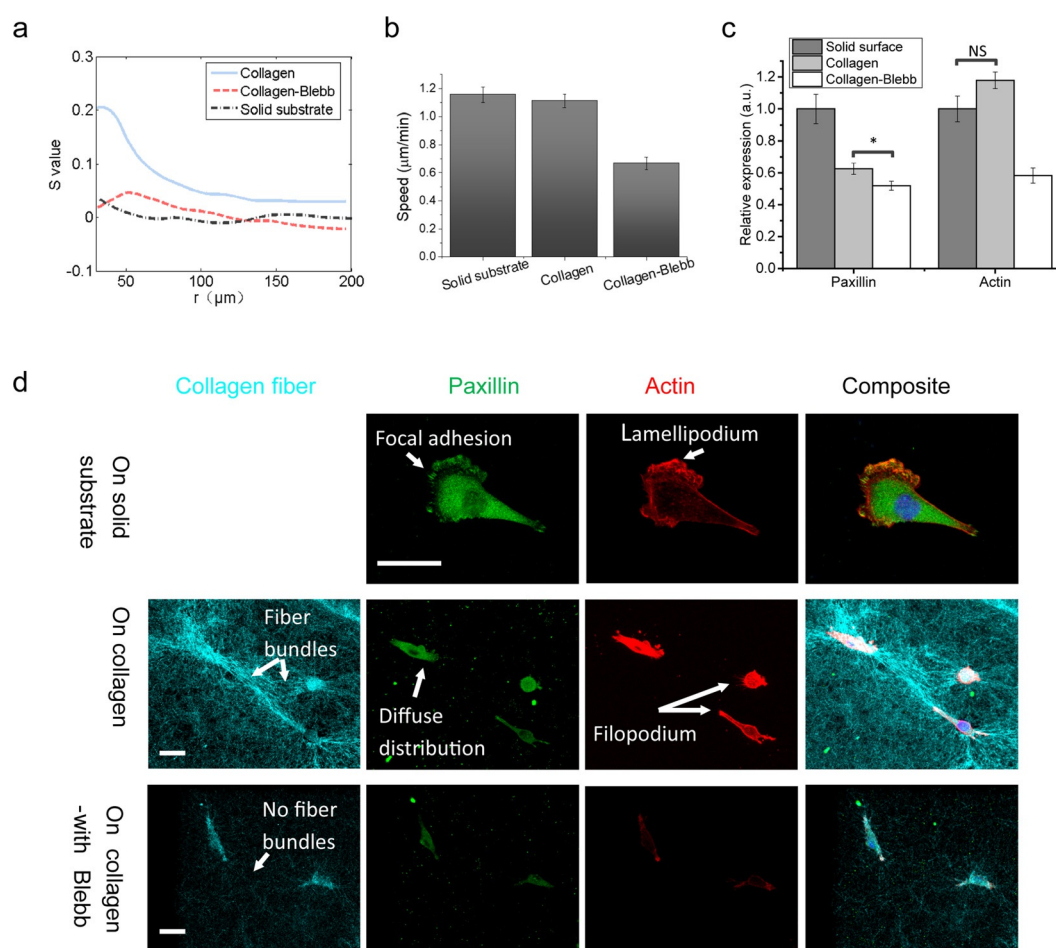 a
0.3
0.2
0.1
0
-0.1
S value
50
100
150
200
r（μm）
Collagen
Collagen-Blebb
Solid substrate
b
1.2
1.0
0.8
0.6
0.4
0.2
0.0
Speed (μm/min)
Solid substrate
Collagen
Collagen-Blebb
c
Solid surface
Collagen
Collagen-Blebb
NS
*
1.2
1.0
0.8
0.6
0.4
0.2
0.0
Relative expression (a.u.)
Paxillin
Actin
d
Collagen fiber
Paxillin
Actin
Composite
On solid
substrate
Focal adhesion
Lamellipodium
On collagen
Fiber
bundles
Diffuse
distribution
Filopodium
On collagen
-with Blebb
No fiber
bundles